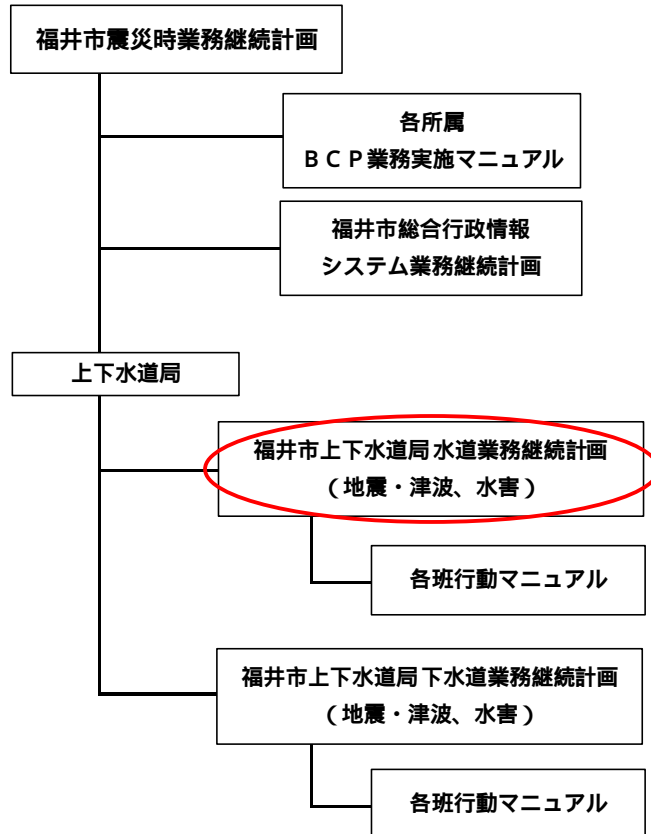 福井市震災時業務継続計画
各所属
ＢＣＰ業務実施マニュアル
福井市総合行政情報
システム業務継続計画
上下水道局
福井市上下水道局 水道業務継続計画
（地震・津波、水害）
各班行動マニュアル
福井市上下水道局 下水道業務継続計画
（地震・津波、水害）
各班行動マニュアル